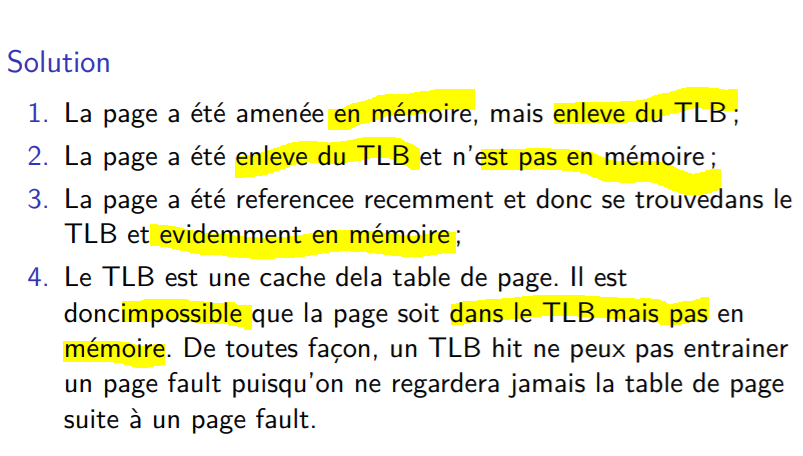 Solution
1. La page a été amenée en mémoire, mais enleve du TLB ;
2. La page a été enleve du TLB et n'est pas en mémoire ;
3. La page a été referencee recemment et donc se trouvedans le
TLB et evidemment en mémoire ;
4. Le TLB est une cache dela table de page. Il est
doncimpossible que la page soit dans le TLB mais pas en
mémoire. De toutes façon, un TLB hit ne peux pas entrainer
un page fault puisqu'on ne regardera jamais la table de page
suite à un page fault.